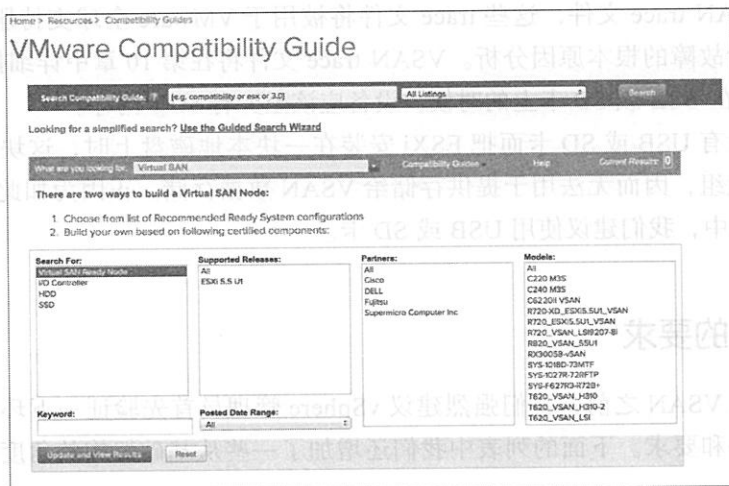 Home > Resources > Compatibility Guides
VMware Compatibility Guide
Search Compatibility Guide: ? [e.g. compatibility or esx or 3.0] All Listings Search
Looking for a simplified search? Use the Guided Search Wizard
What are you looking for: Virtual SAN Compatibility Guides Help Current Results: 0
There are two ways to build a Virtual SAN Node:
1. Choose from list of Recommended Ready System configurations
2. Build your own based on following certified components:
Search For:
Virtual SAN Ready Node
I/O Controller
HDD
SSD
Supported Releases:
All
ESXi 5.5 U1
Partners:
All
Cisco
DELL
Fujitsu
Supermicro Computer Inc
Models:
All
C220 M3S
C240 M3S
C6220II VSAN
R720-XD_ESXi5.5U1_VSAN
R720_ESXi5.5U1_VSAN
R720_VSAN_LSI9207-8i
R820_VSAN_55U1
RX300S8-vSAN
SYS-1018D-73MTF
SYS-1027R-72RFTP
SYS-F627R3-R72B+
T620_VSAN_H310
T620_VSAN_H310-2
T620_VSAN_LSI
Keyword:
Posted Date Range:
All
Update and View Results Reset